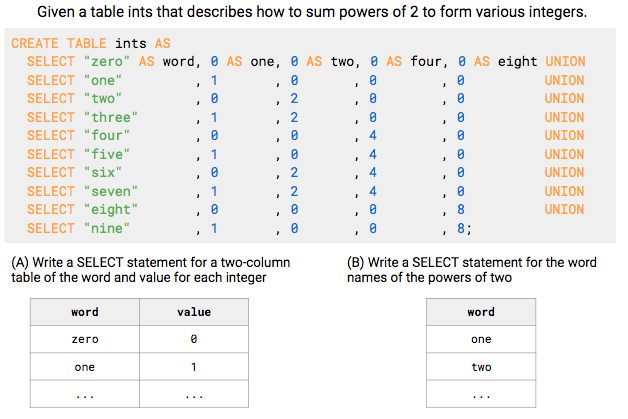 Given a table ints that describes how to sum powers of 2 to form various integers.
CREATE TABLE ints AS
SELECT "zero" AS word, 0 AS one, 0 AS two, 0 AS four, 0 AS eight UNION
SELECT "one" , 1 , 0 , 0 , 0 UNION
SELECT "two" , 0 , 2 , 0 , 0 UNION
SELECT "three" , 1 , 2 , 0 , 0 UNION
SELECT "four" , 0 , 0 , 4 , 0 UNION
SELECT "five" , 1 , 0 , 4 , 0 UNION
SELECT "six" , 0 , 2 , 4 , 0 UNION
SELECT "seven" , 1 , 2 , 4 , 0 UNION
SELECT "eight" , 0 , 0 , 0 , 8 UNION
SELECT "nine" , 1 , 0 , 0 , 8;
(A) Write a SELECT statement for a two-column
table of the word and value for each integer
word value
zero 0
one 1
... ...
(B) Write a SELECT statement for the word
names of the powers of two
word
one
two
...